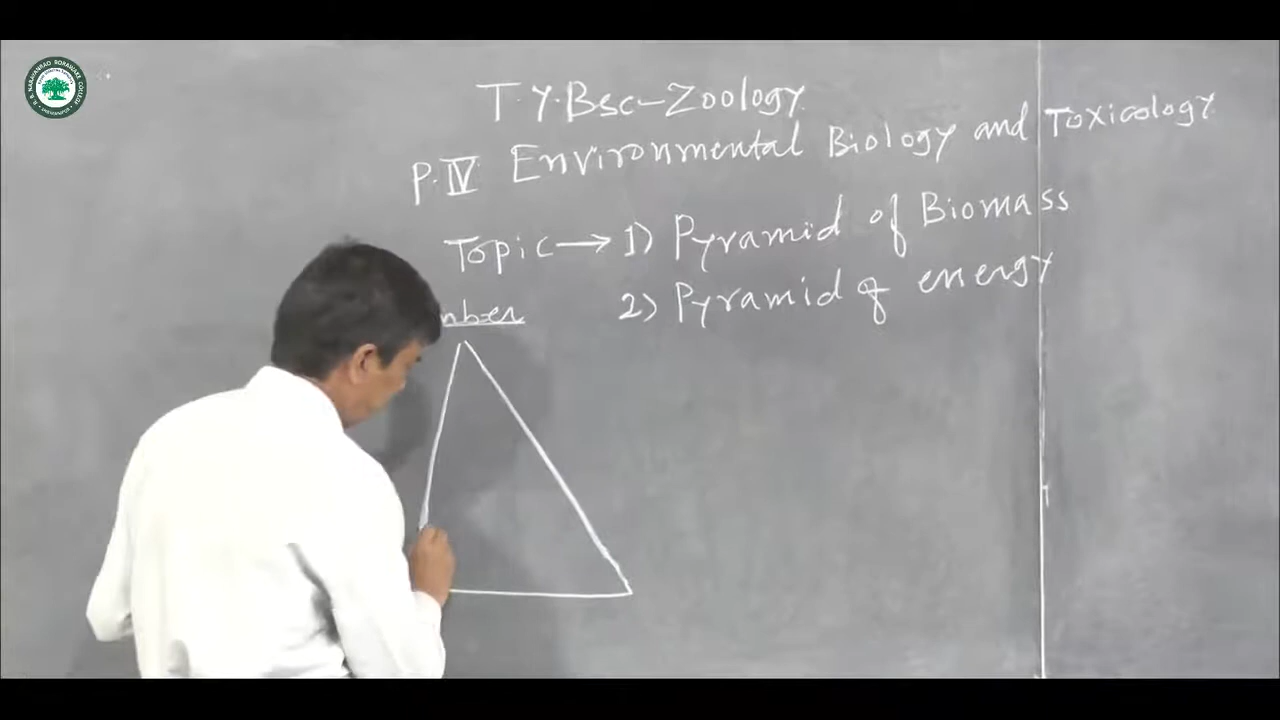 T.Y.Bsc-Zoology
P.IV Environmental Biology and Toxicology
Topic → 1) Pyramid of Biomass
2) Pyramid of energy